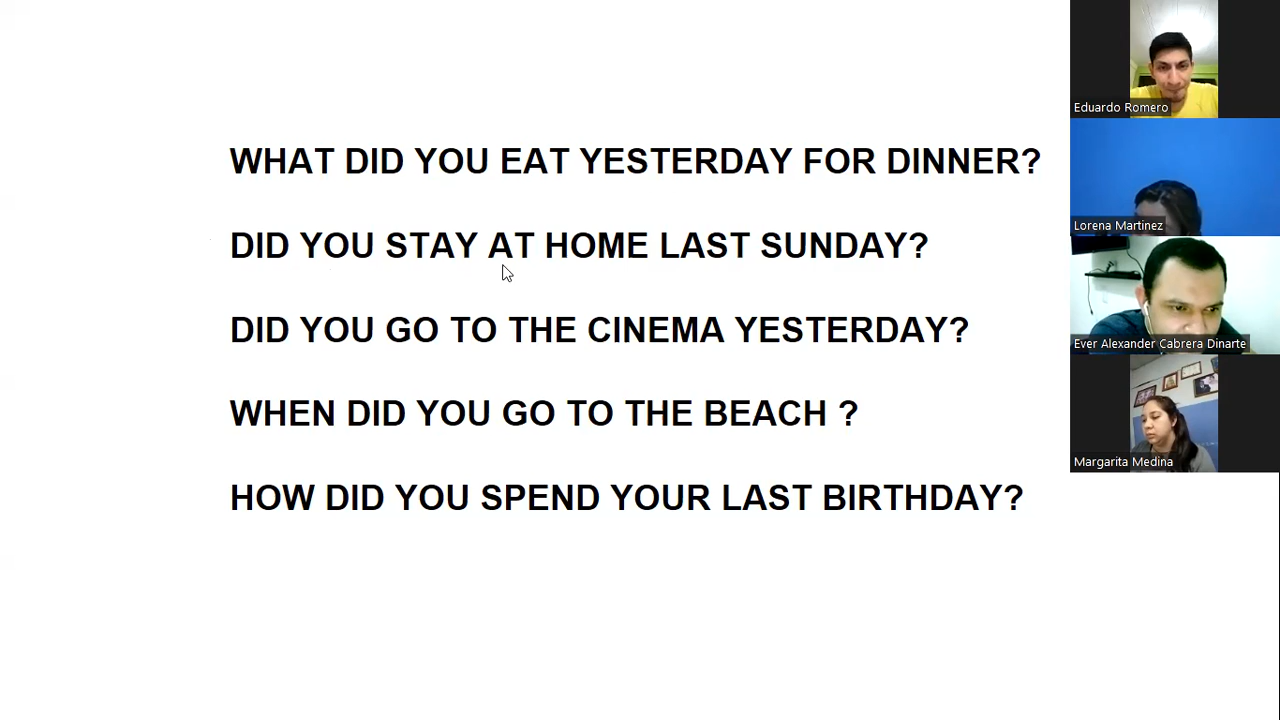 WHAT DID YOU EAT YESTERDAY FOR DINNER?
DID YOU STAY AT HOME LAST SUNDAY?
DID YOU GO TO THE CINEMA YESTERDAY?
WHEN DID YOU GO TO THE BEACH ?
HOW DID YOU SPEND YOUR LAST BIRTHDAY?
Eduardo Romero
Lorena Martinez
Ever Alexander Cabrera Dinarte
Margarita Medina